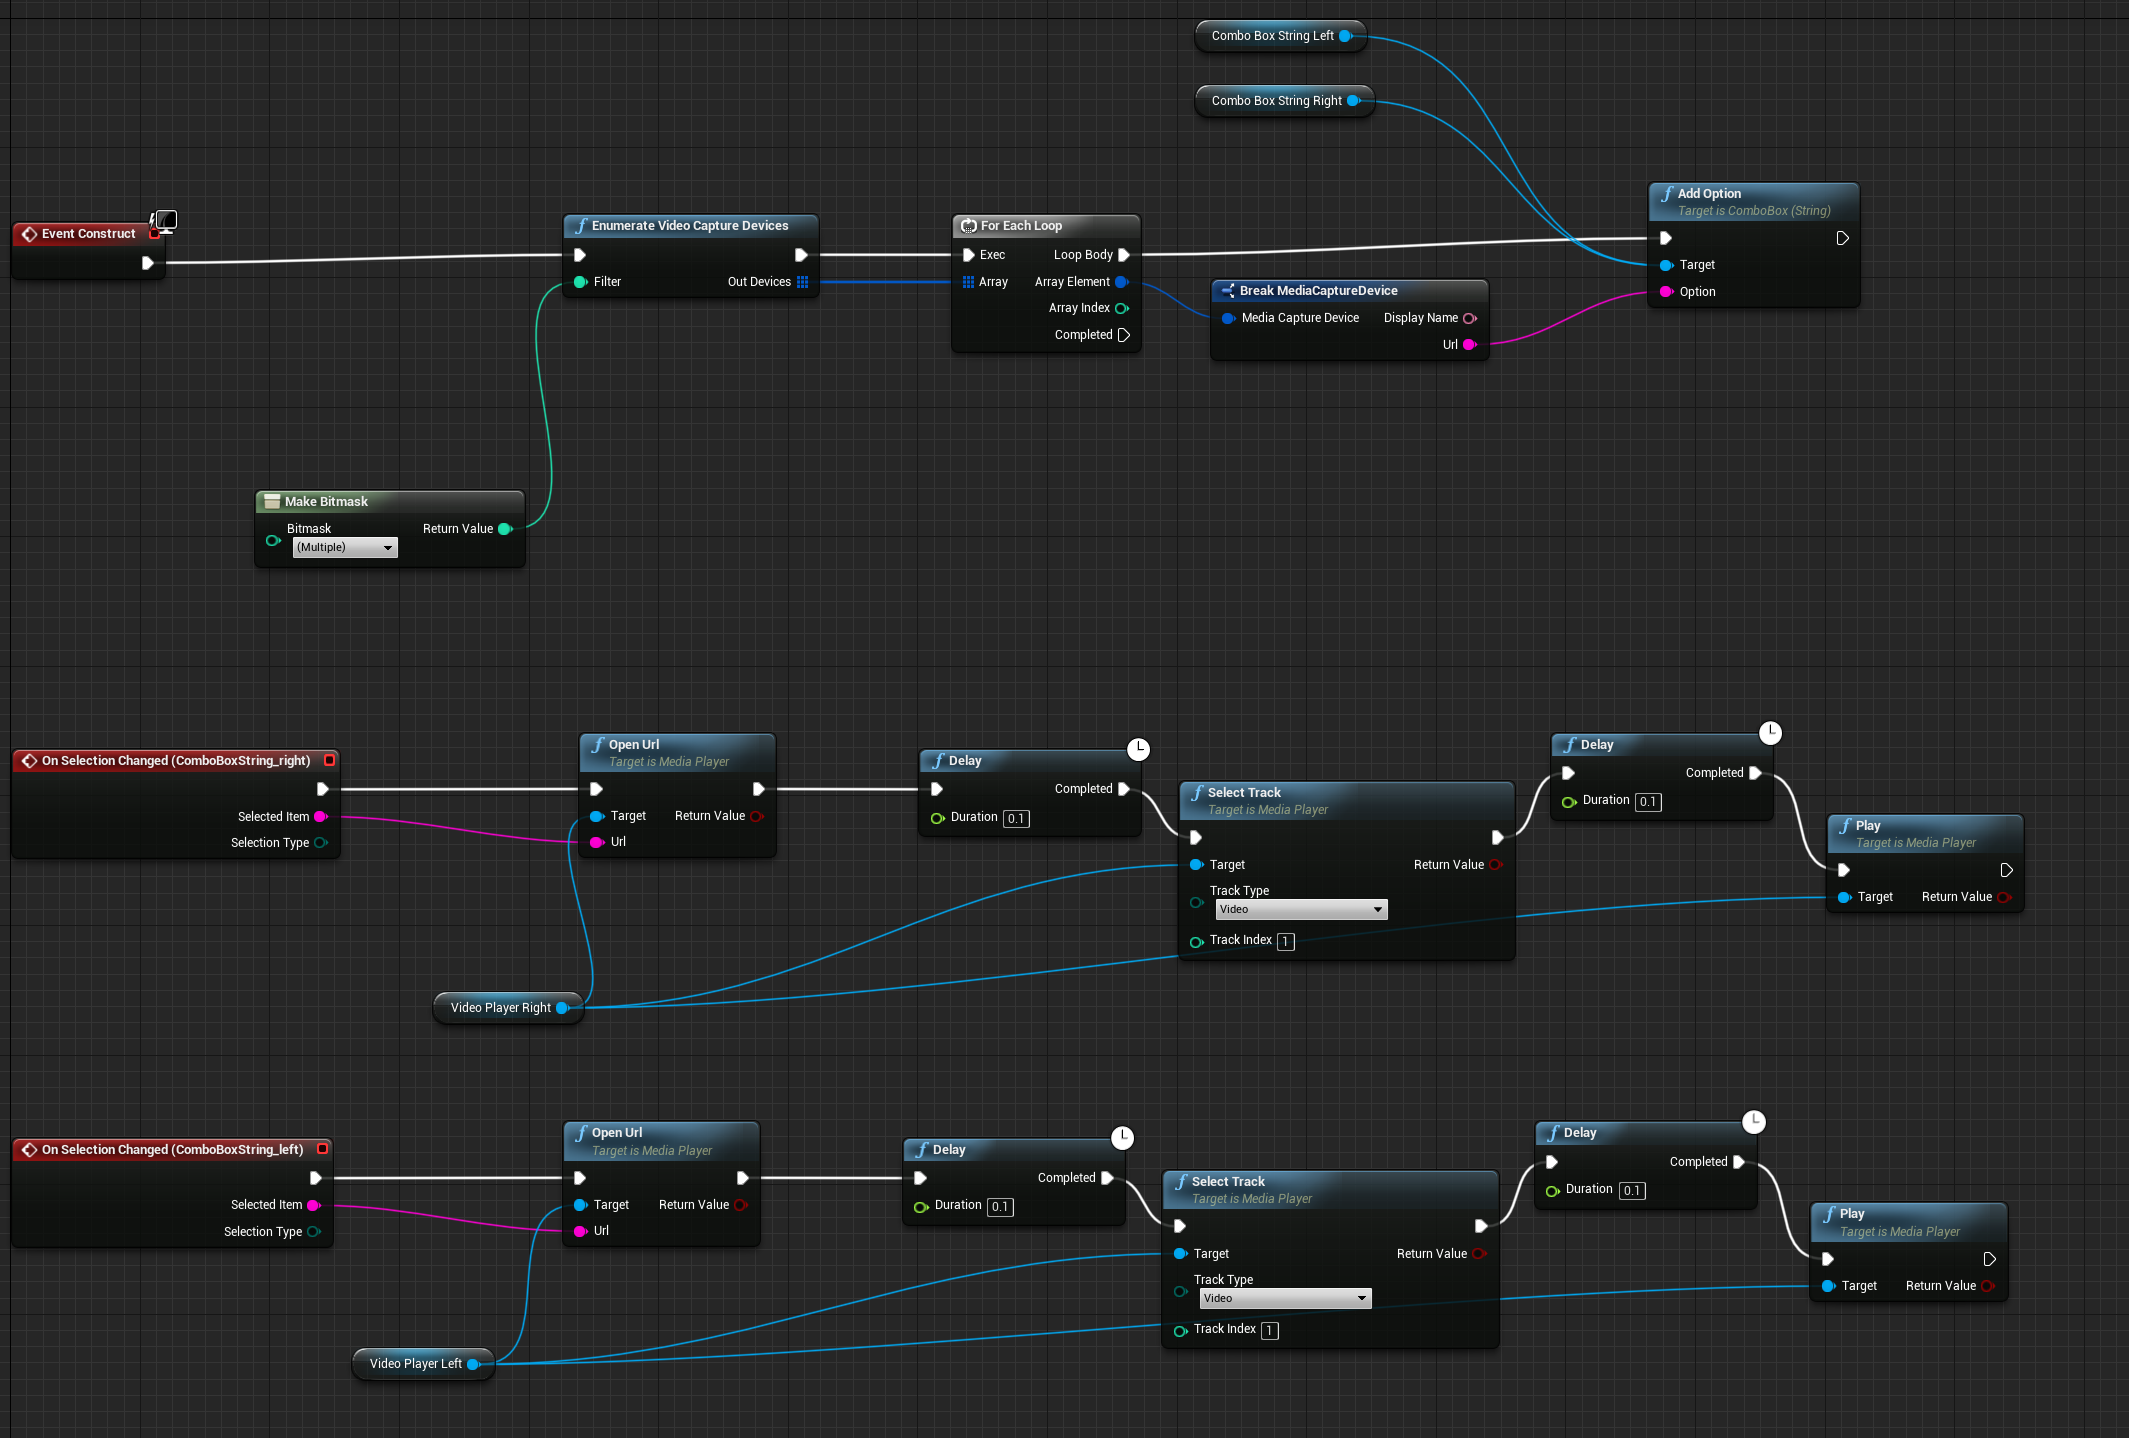 Combo Box String Left
Combo Box String Right
Add Option
Target is ComboBox (String)
Target
Option
Event Construct
Enumerate Video Capture Devices
Filter Out Devices
For Each Loop
Exec Loop Body
Array Array Element
Array Index
Completed
Break MediaCaptureDevice
Media Capture Device Display Name
Url
Make Bitmask
Bitmask Return Value
(Multiple)
On Selection Changed (ComboBoxString_right)
Selected Item
Selection Type
Open Url
Target is Media Player
Target Return Value
Url
Delay
Completed
Duration 0.1
Select Track
Target is Media Player
Target Return Value
Track Type
Video
Track Index 1
Delay
Completed
Duration 0.1
Play
Target is Media Player
Target Return Value
Video Player Right
On Selection Changed (ComboBoxString_left)
Selected Item
Selection Type
Open Url
Target is Media Player
Target Return Value
Url
Delay
Completed
Duration 0.1
Select Track
Target is Media Player
Target Return Value
Track Type
Video
Track Index 1
Delay
Completed
Duration 0.1
Play
Target is Media Player
Target Return Value
Video Player Left